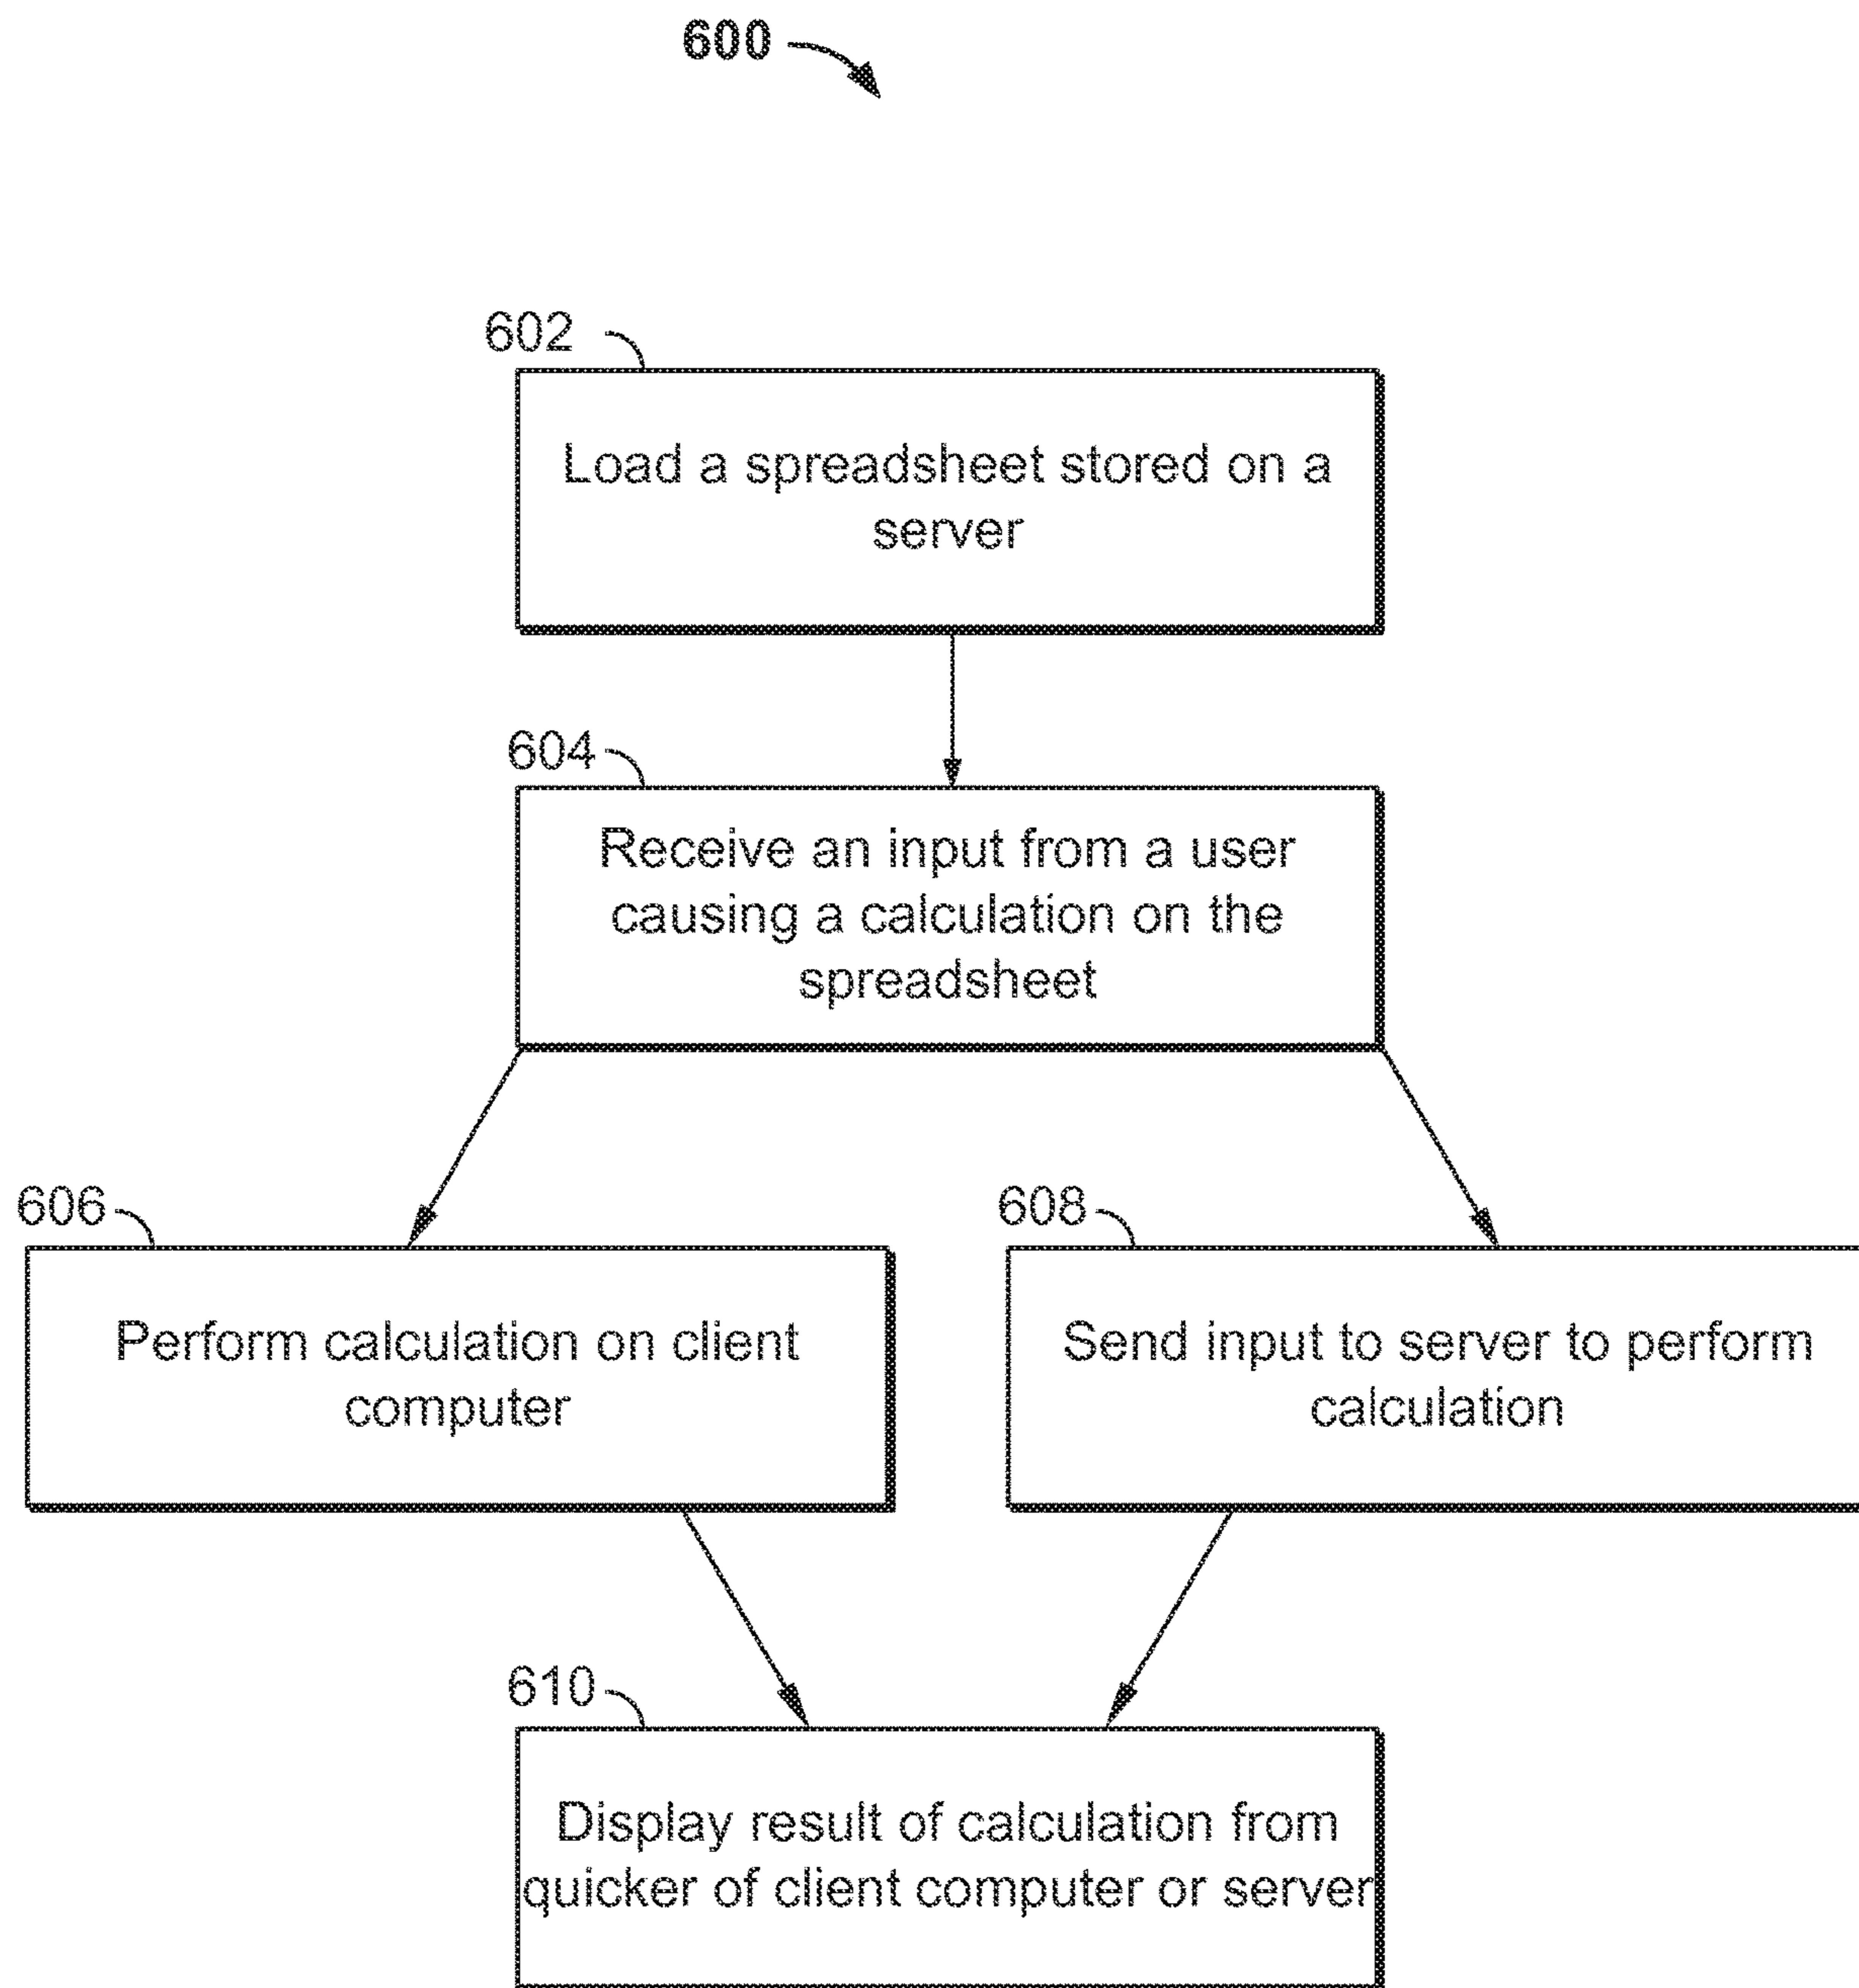 600
602
Load a spreadsheet stored on a
server
604
Receive an input from a user
causing a calculation on the
spreadsheet
606
Perform calculation on client
computer
608
Send input to server to perform
calculation
610
Display result of calculation from
quicker of client computer or server